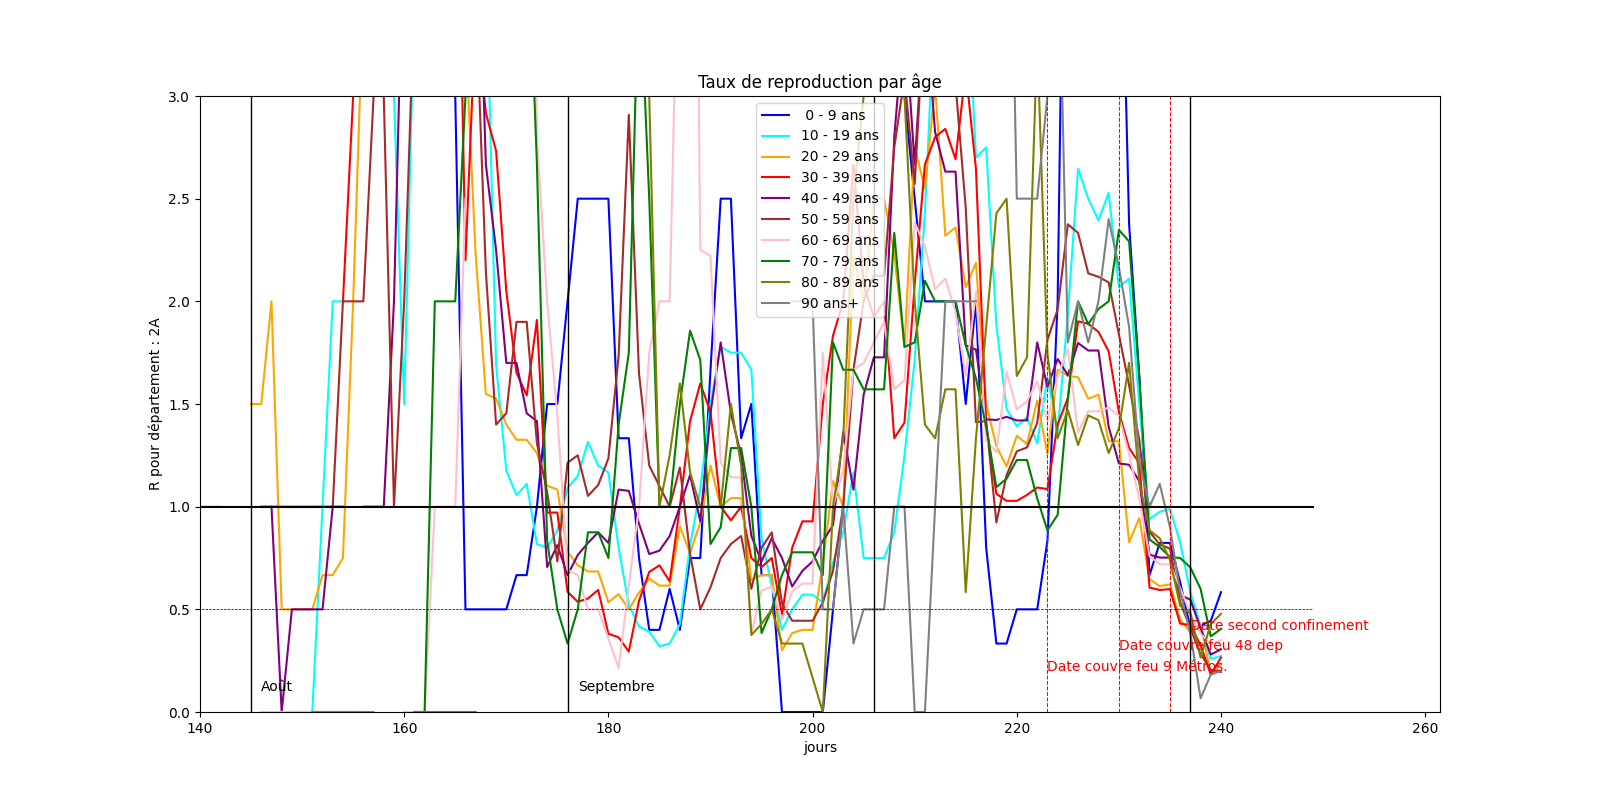 Taux de reproduction par âge
3.0
2.5
2.0
1.5
1.0
0.5
0.0
R pour département : 2A
0 - 9 ans
10 - 19 ans
20 - 29 ans
30 - 39 ans
40 - 49 ans
50 - 59 ans
60 - 69 ans
70 - 79 ans
80 - 89 ans
90 ans+
Date second confinement
Date couvre feu 48 dep
Date couvre feu 9 Métros.
Août
Septembre
140
160
180
200
220
240
260
jours